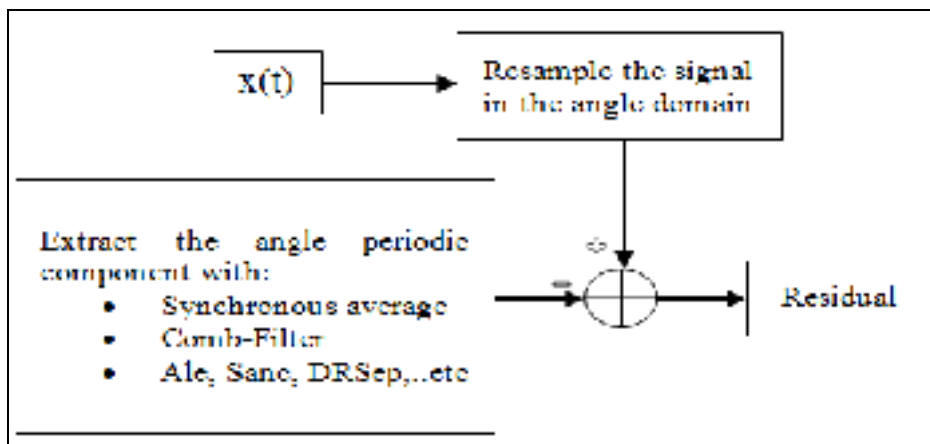 x(t)
Resample the signal
in the angle domain
Extract the angle periodic
component with:
• Synchronous average
• Comb-Filter
• Ale, Sanc, DRSep,..etc
+
-
Residual